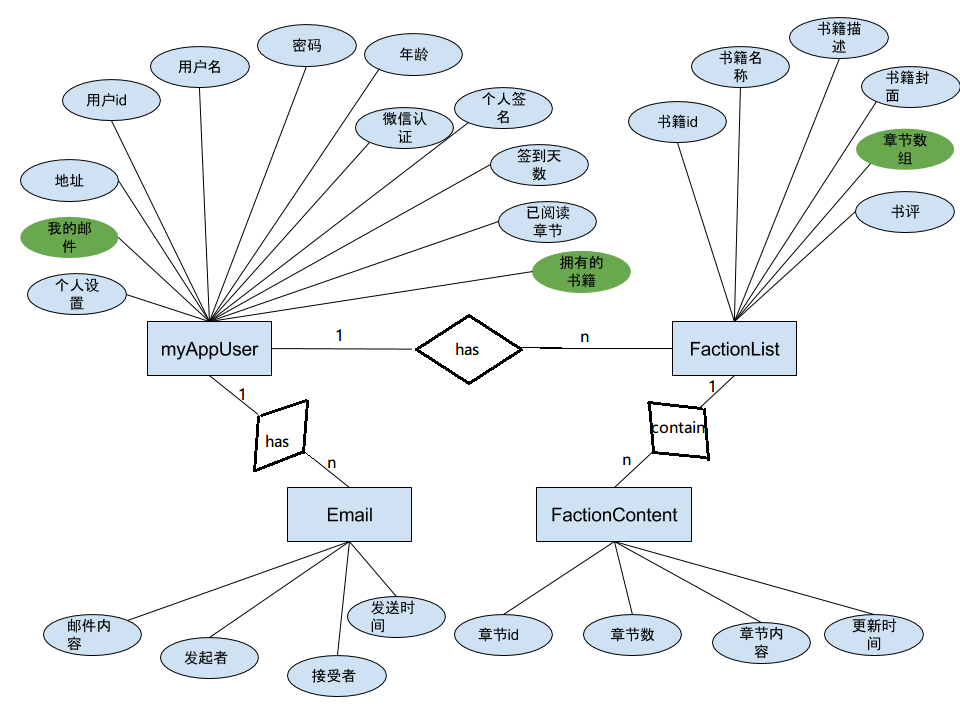 密码
年龄
用户名
用户id
微信认
证
个人签
名
签到天
数
地址
已阅读
章节
我的邮
件
拥有的
书籍
个人设
置
书籍描
述
书籍名
称
书籍封
面
书籍id
章节数
组
书评
myAppUser
1
has
n
FactionList
1
has
n
1
contain
n
Email
FactionContent
邮件内
容
发起者
接受者
发送时
间
章节id
章节数
章节内
容
更新时
间